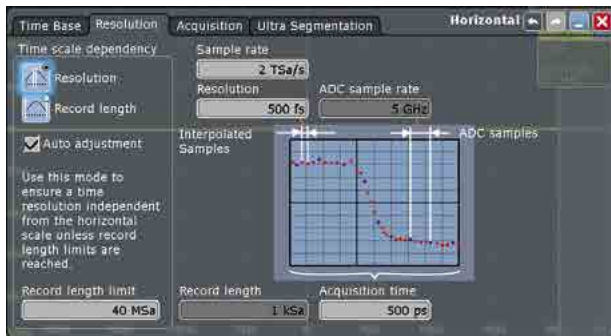 Time Base Resolution Acquisition Ultra Segmentation Horizontal
Time scale dependency
Resolution
Record length
Auto adjustment
Use this mode to
ensure a time
resolution independent
from the horizontal
scale unless record
length limits are
reached.
Record length limit
40 MSa
Sample rate
2 TSa/s
Resolution
500 fs
ADC sample rate
5 GHz
Interpolated
Samples
ADC samples
Record length
1 kSa
Acquisition time
500 ps